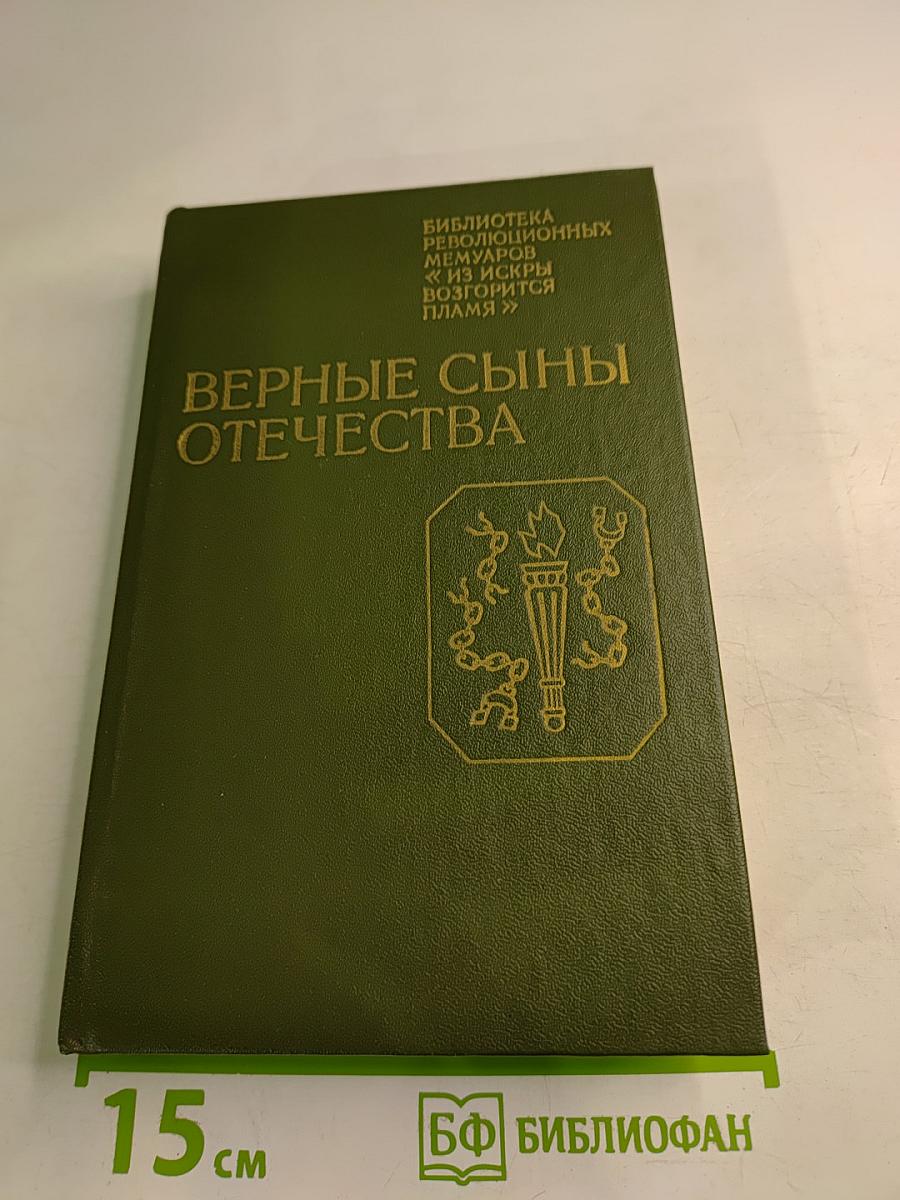 БИБЛИОТЕКА
РЕВОЛЮЦИОННЫХ
МЕМУАРОВ
« ИЗ ИСКРЫ
ВОЗГОРИТСЯ
ПЛАМЯ »
ВЕРНЫЕ СЫНЫ
ОТЕЧЕСТВА
15 см
БФ БИБЛИОФАН